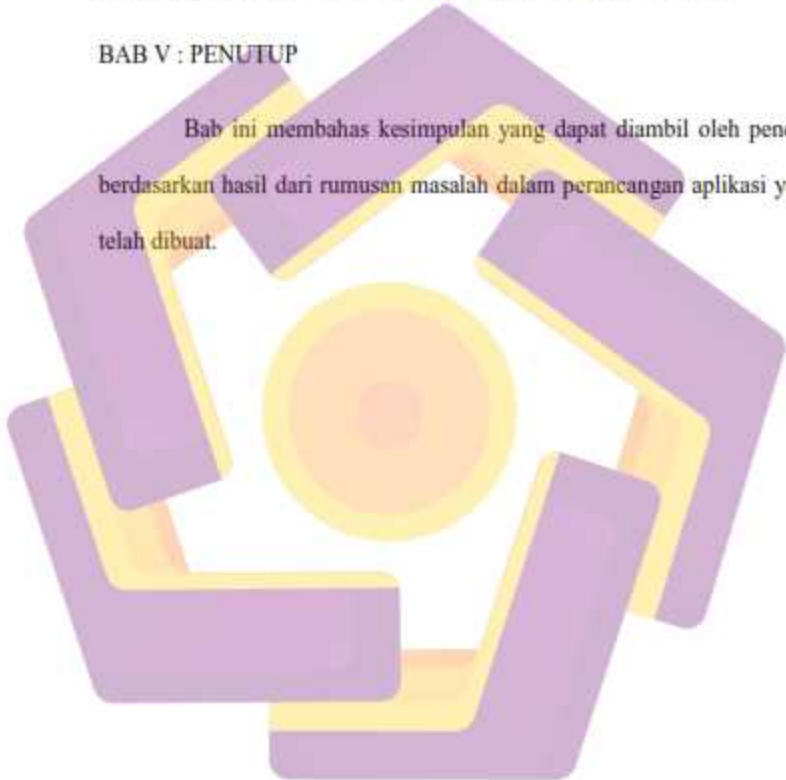 BAB V : PENUTUP
Bab ini membahas kesimpulan yang dapat diambil oleh
berdasarkan hasil dari rumusan masalah dalam perancangan aplikasi
telah dibuat.